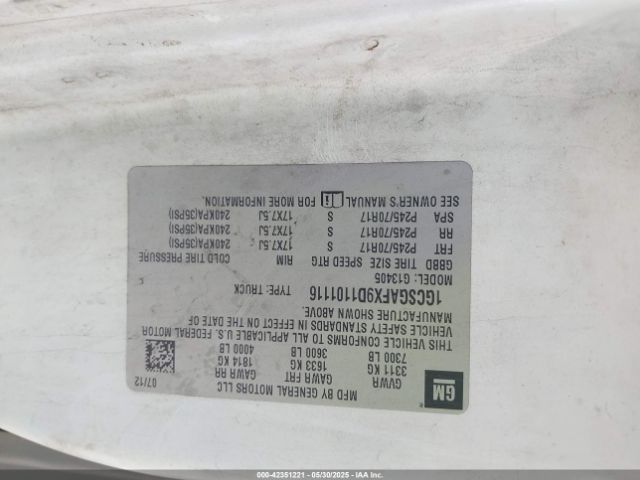 GM
MFD BY GENERAL MOTORS LLC
07/12
GVWR GAWR FRT GAWR RR
3311 KG 1633 KG 1814 KG
7300 LB 3600 LB 4000 LB
THIS VEHICLE CONFORMS TO ALL APPLICABLE U.S. FEDERAL MOTOR
VEHICLE SAFETY STANDARDS IN EFFECT ON THE DATE OF
MANUFACTURE SHOWN ABOVE.
1GCSGAFX9D1101116 TYPE: TRUCK
MODEL: G13405
GBBD TIRE SIZE SPEED RTG RIM COLD TIRE PRESSURE
FRT P245/70R17 S 17X7.5J 240KPA(35PSI)
RR P245/70R17 S 17X7.5J 240KPA(35PSI)
SPA P245/70R17 S 17X7.5J 240KPA(35PSI)
SEE OWNER'S MANUAL FOR MORE INFORMATION.
000-42351221 - 05/30/2025 - IAAI.COM